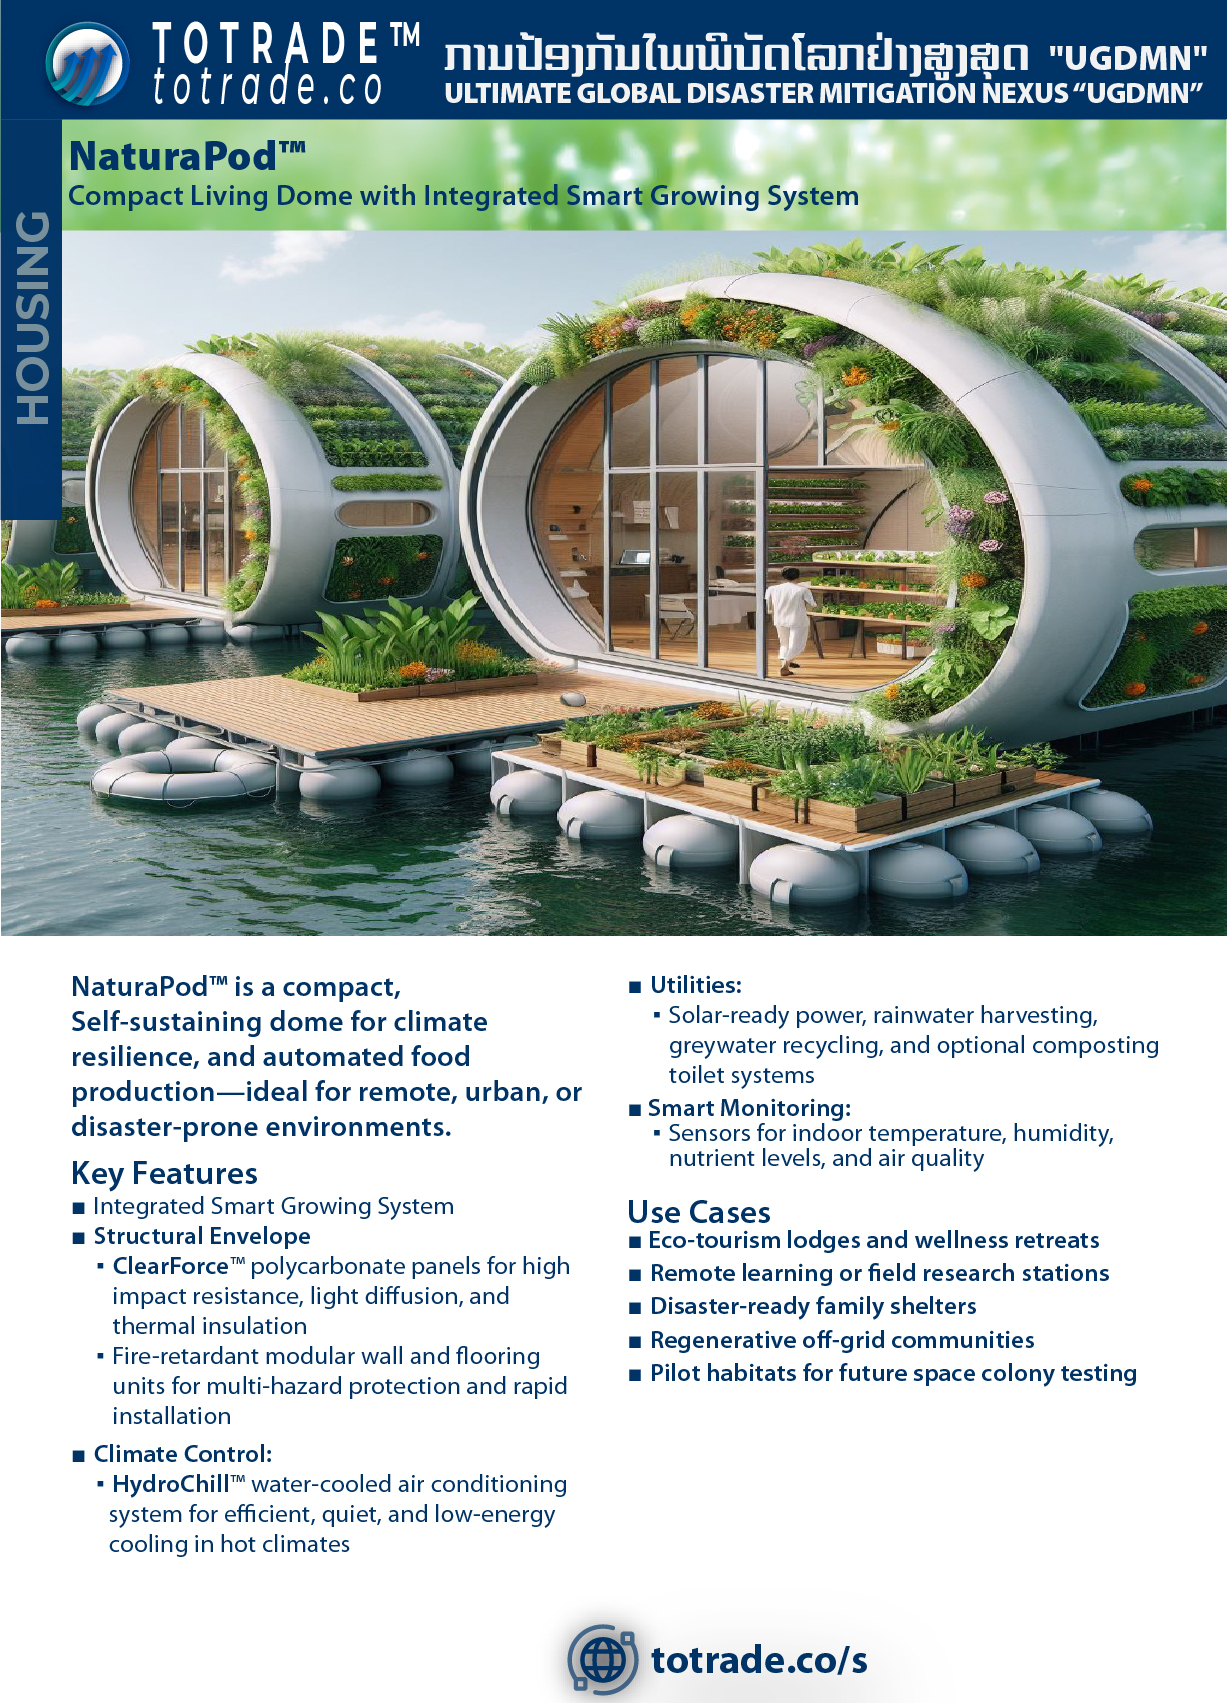 TOTRADE™
totrade.co
ການປ້ອງກັນໄພພິບັດໂລກຢ່າງສູງສຸດ "UGDMN"
ULTIMATE GLOBAL DISASTER MITIGATION NEXUS “UGDMN”
NaturaPod™
Compact Living Dome with Integrated Smart Growing System
HOUSING
NaturaPod™ is a compact,
Self-sustaining dome for climate
resilience, and automated food
production—ideal for remote, urban, or
disaster-prone environments.
Key Features
■ Integrated Smart Growing System
■ Structural Envelope
▪ ClearForce™ polycarbonate panels for high
impact resistance, light diffusion, and
thermal insulation
▪ Fire-retardant modular wall and flooring
units for multi-hazard protection and rapid
installation
■ Climate Control:
▪ HydroChill™ water-cooled air conditioning
system for efficient, quiet, and low-energy
cooling in hot climates
■ Utilities:
▪ Solar-ready power, rainwater harvesting,
greywater recycling, and optional composting
toilet systems
■ Smart Monitoring:
▪ Sensors for indoor temperature, humidity,
nutrient levels, and air quality
Use Cases
■ Eco-tourism lodges and wellness retreats
■ Remote learning or field research stations
■ Disaster-ready family shelters
■ Regenerative off-grid communities
■ Pilot habitats for future space colony testing
totrade.co/s